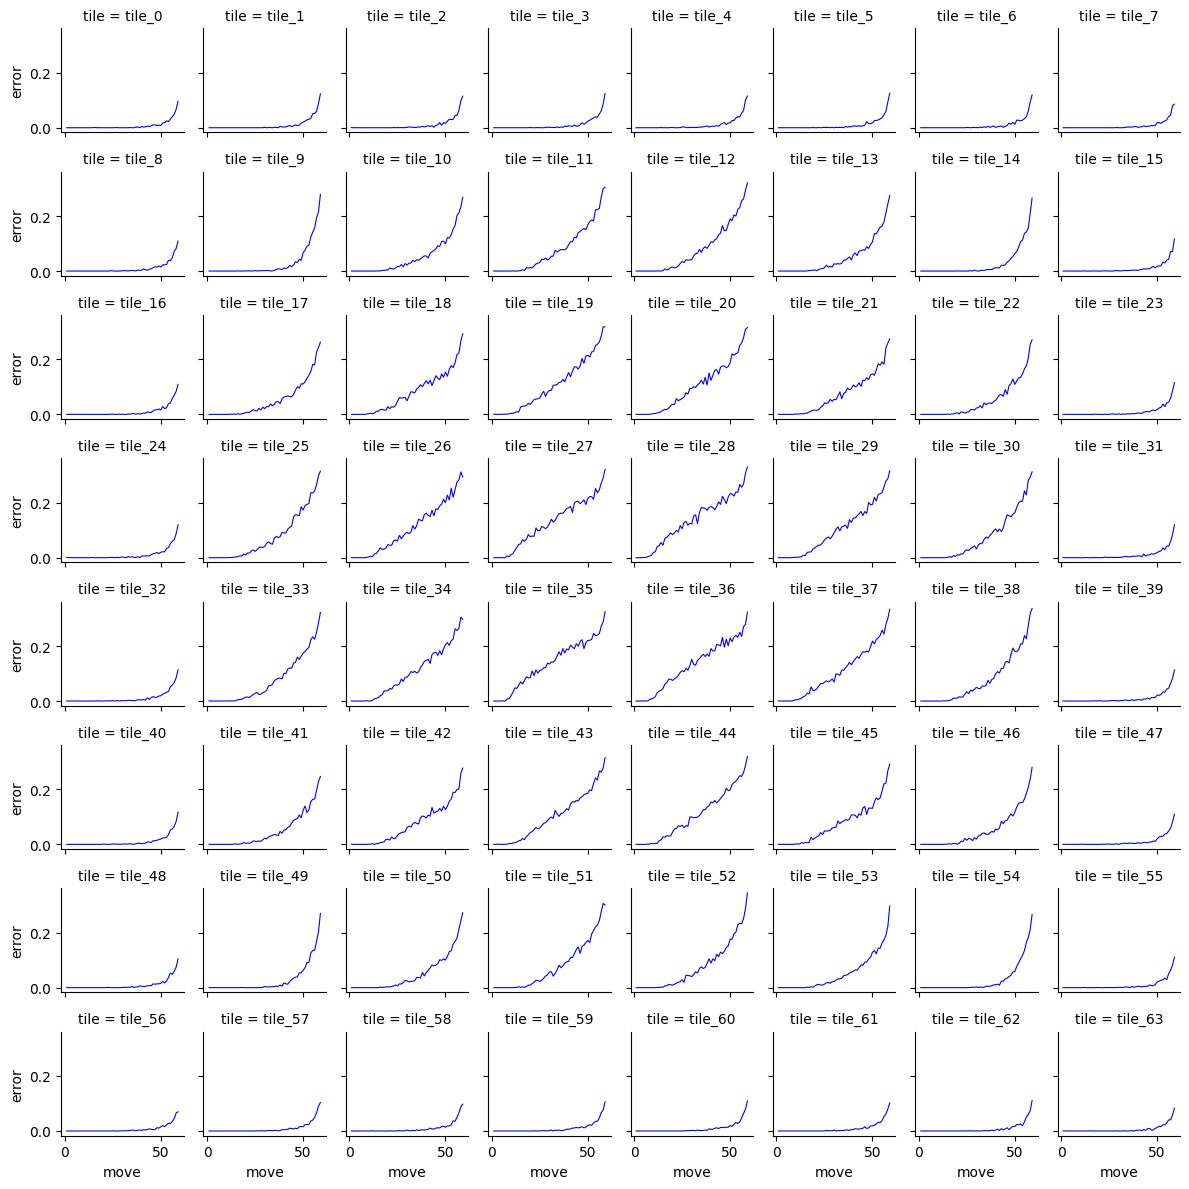 tile = tile_0 tile = tile_1 tile = tile_2 tile = tile_3 tile = tile_4 tile = tile_5 tile = tile_6 tile = tile_7
error
0.2
0.0
tile = tile_8 tile = tile_9 tile = tile_10 tile = tile_11 tile = tile_12 tile = tile_13 tile = tile_14 tile = tile_15
error
0.2
0.0
tile = tile_16 tile = tile_17 tile = tile_18 tile = tile_19 tile = tile_20 tile = tile_21 tile = tile_22 tile = tile_23
error
0.2
0.0
tile = tile_24 tile = tile_25 tile = tile_26 tile = tile_27 tile = tile_28 tile = tile_29 tile = tile_30 tile = tile_31
error
0.2
0.0
tile = tile_32 tile = tile_33 tile = tile_34 tile = tile_35 tile = tile_36 tile = tile_37 tile = tile_38 tile = tile_39
error
0.2
0.0
tile = tile_40 tile = tile_41 tile = tile_42 tile = tile_43 tile = tile_44 tile = tile_45 tile = tile_46 tile = tile_47
error
0.2
0.0
tile = tile_48 tile = tile_49 tile = tile_50 tile = tile_51 tile = tile_52 tile = tile_53 tile = tile_54 tile = tile_55
error
0.2
0.0
tile = tile_56 tile = tile_57 tile = tile_58 tile = tile_59 tile = tile_60 tile = tile_61 tile = tile_62 tile = tile_63
error
0.2
0.0
0 50 0 50 0 50 0 50 0 50 0 50 0 50 0 50
move move move move move move move move